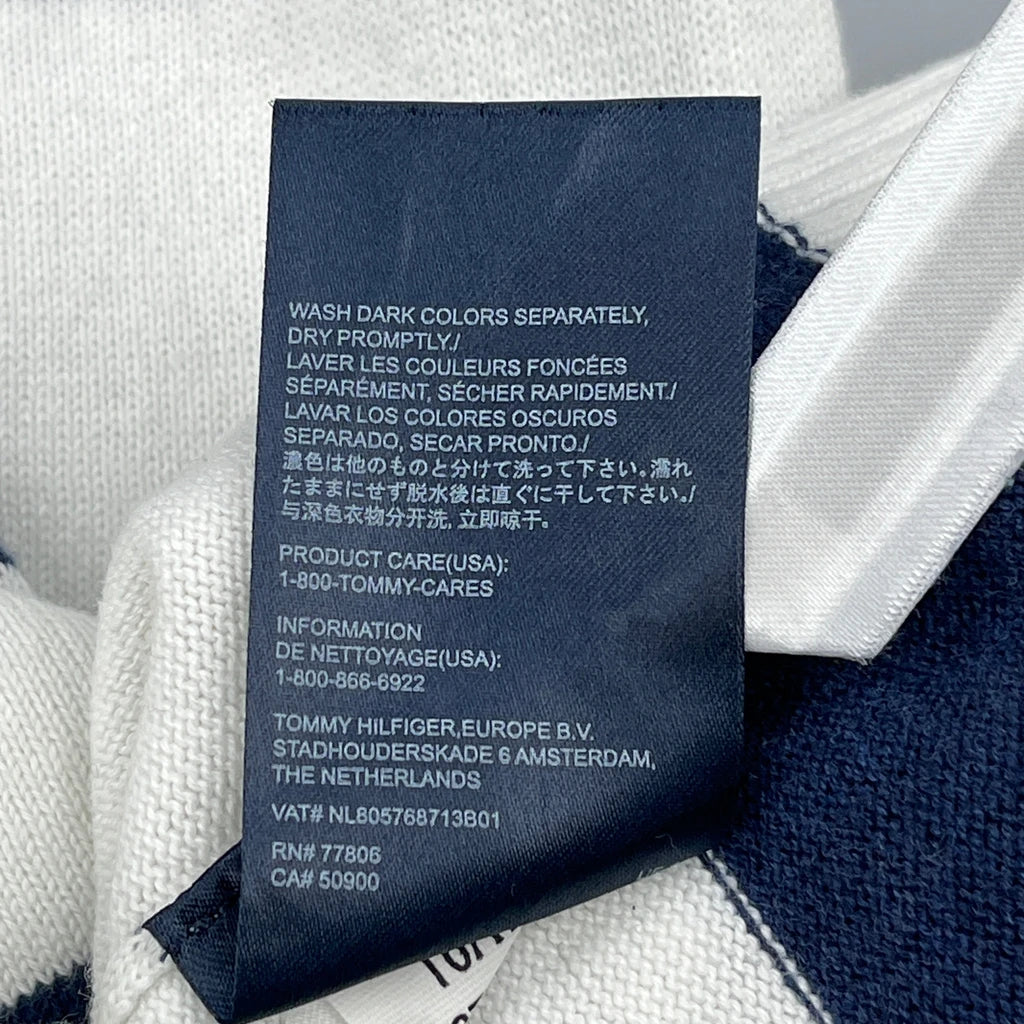 WASH DARK COLORS SEPARATELY,
DRY PROMPTLY./
LAVER LES COULEURS FONCÉES
SÉPARÉMENT, SÉCHER RAPIDEMENT./
LAVAR LOS COLORES OSCUROS
SEPARADO, SECAR PRONTO./
濃色は他のものと分けて洗って下さい。濡れ
たままにせず脱水後は直ぐに干して下さい。/
与深色衣物分开洗, 立即晾干。
PRODUCT CARE(USA):
1-800-TOMMY-CARES
INFORMATION
DE NETTOYAGE(USA):
1-800-866-6922
TOMMY HILFIGER,EUROPE B.V.
STADHOUDERSKADE 6 AMSTERDAM,
THE NETHERLANDS
VAT# NL805768713B01
RN# 77806
CA# 50900